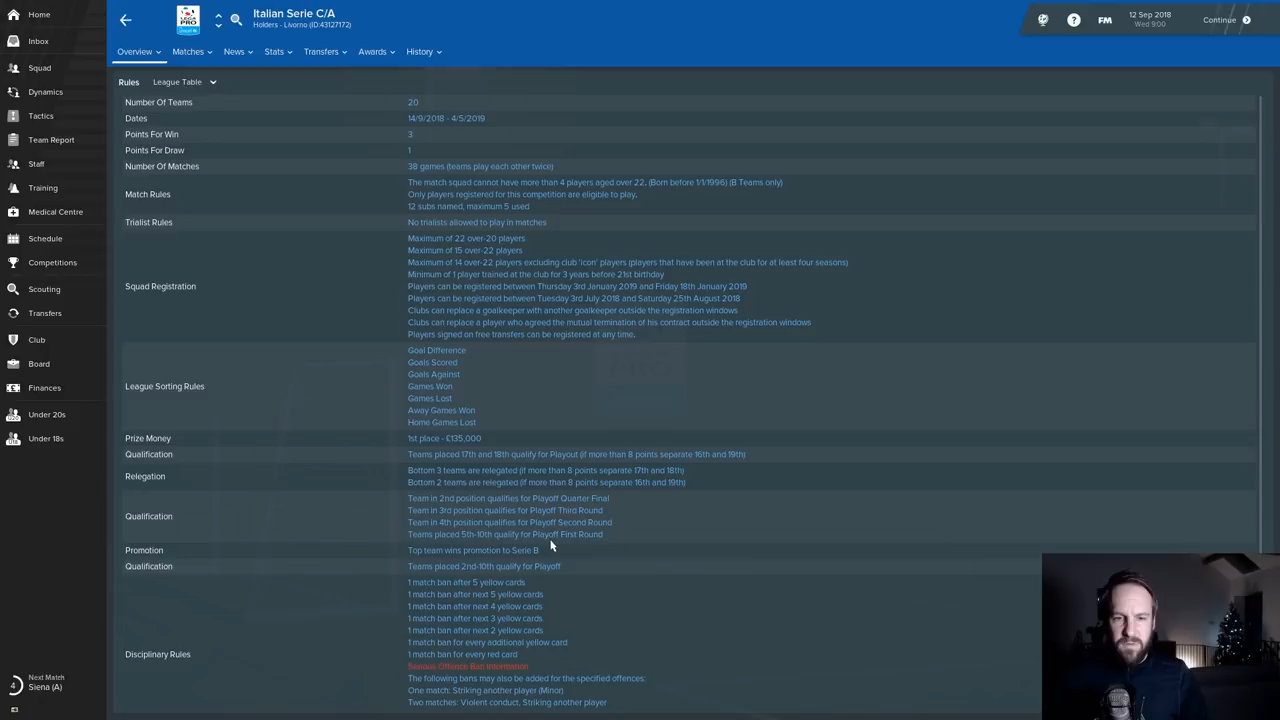 Home
Inbox
Squad
Dynamics
Tactics
Team Report
Staff
Training
Medical Centre
Schedule
Competitions
Scouting
Transfers
Club
Board
Finances
Under 20s
Under 18s
4
Next Match
Siena (A)
LEGA
PRO
Italian Serie C/A
Holders - Livorno (ID:43127172)
FM
12 Sep 2018
Wed 9:00
Continue
Overview
Matches
News
Stats
Transfers
Awards
History
Rules
League Table
Number Of Teams
20
Dates
14/9/2018 - 4/5/2019
Points For Win
3
Points For Draw
1
Number Of Matches
38 games (teams play each other twice)
Match Rules
The match squad cannot have more than 4 players aged over 22, (Born before 1/1/1996) (B Teams only)
Only players registered for this competition are eligible to play.
12 subs named, maximum 5 used
Trialist Rules
No trialists allowed to play in matches
Squad Registration
Maximum of 22 over-20 players
Maximum of 15 over-22 players
Maximum of 14 over-22 players excluding club 'icon' players (players that have been at the club for at least four seasons)
Minimum of 1 player trained at the club for 3 years before 21st birthday
Players can be registered between Thursday 3rd January 2019 and Friday 18th January 2019
Players can be registered between Tuesday 3rd July 2018 and Saturday 25th August 2018
Clubs can replace a goalkeeper with another goalkeeper outside the registration windows
Clubs can replace a player who agreed the mutual termination of his contract outside the registration windows
Players signed on free transfers can be registered at any time.
League Sorting Rules
Goal Difference
Goals Scored
Goals Against
Games Won
Games Lost
Away Games Won
Home Games Lost
Prize Money
1st place - £135,000
Qualification
Teams placed 17th and 18th qualify for Playout (if more than 8 points separate 16th and 19th)
Relegation
Bottom 3 teams are relegated (if more than 8 points separate 17th and 18th)
Bottom 2 teams are relegated (if more than 8 points separate 16th and 19th)
Qualification
Team in 2nd position qualifies for Playoff Quarter Final
Team in 3rd position qualifies for Playoff Third Round
Team in 4th position qualifies for Playoff Second Round
Teams placed 5th-10th qualify for Playoff First Round
Promotion
Top team wins promotion to Serie B
Qualification
Teams placed 2nd-10th qualify for Playoff
Disciplinary Rules
1 match ban after 5 yellow cards
1 match ban after next 5 yellow cards
1 match ban after next 4 yellow cards
1 match ban after next 3 yellow cards
1 match ban after next 2 yellow cards
1 match ban for every additional yellow card
1 match ban for every red card
Serious Offence Ban Information
The following bans may also be added for the specified offences:
One match: Striking another player (Minor)
Two matches: Violent conduct, Striking another player